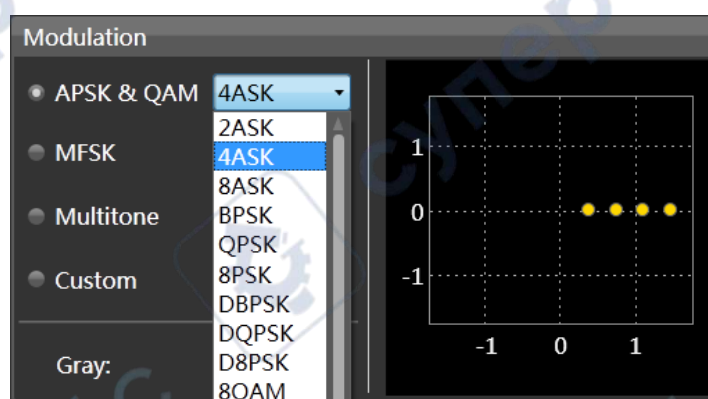 Modulation
APSK & QAM 4ASK
2ASK
4ASK
8ASK
BPSK
QPSK
8PSK
DBPSK
DQPSK
D8PSK
8QAM
MFSK
Multitone
Custom
Gray:
1
0
-1
-1 0 1
супер